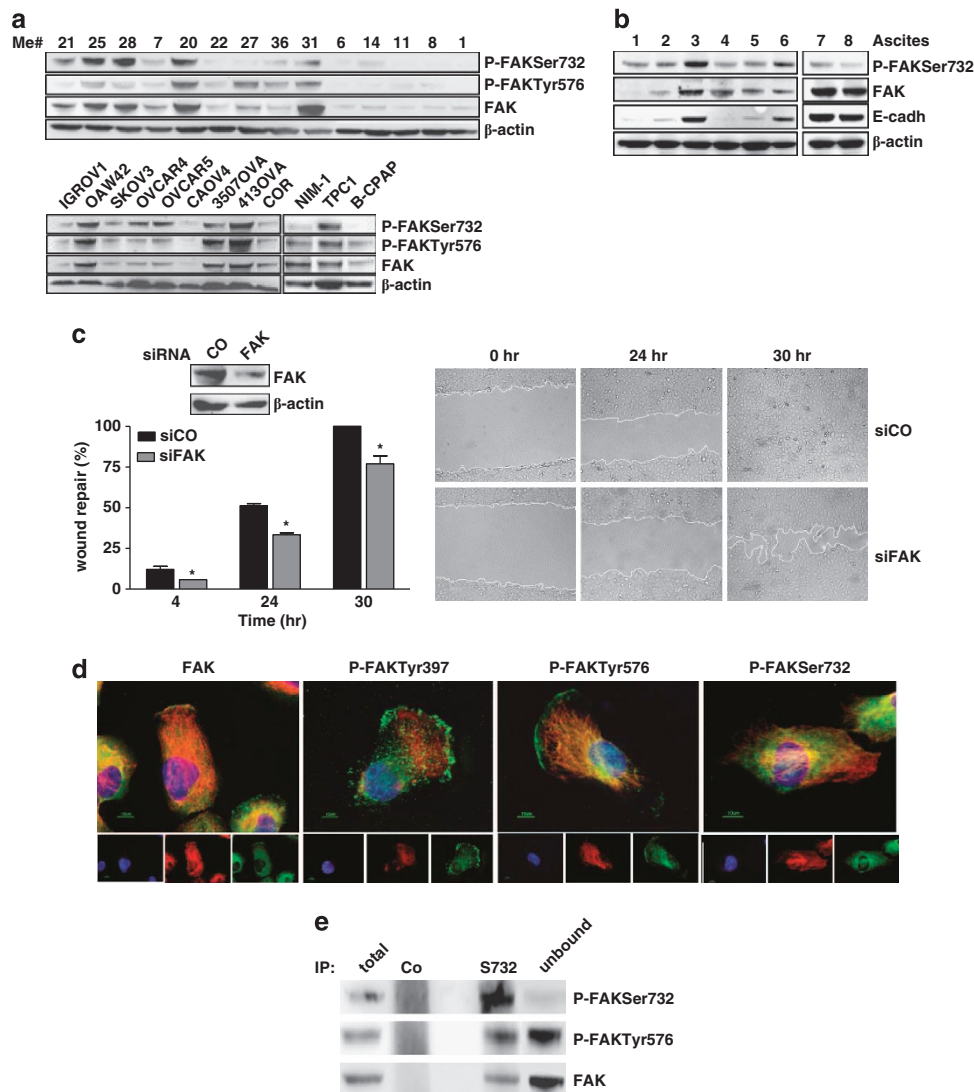 a
Me# 21 25 28 7 20 22 27 36 31 6 14 11 8 1
P-FAKSer732
P-FAKTyr576
FAK
β-actin
IGROV1 OAW42 SKOV3 OVCAR4 OVCAR5 CAOV4 3507OVA 413OVA COR NIM-1 TPC1 B-CPAP
P-FAKSer732
P-FAKTyr576
FAK
β-actin
b
1 2 3 4 5 6 7 8 Ascites
P-FAKSer732
FAK
E-cadh
β-actin
c
siRNA CO FAK
FAK
β-actin
wound repair (%)
100
75
50
25
0
siCO
siFAK
* * *
4 24 30
Time (hr)
0 hr 24 hr 30 hr
siCO
siFAK
d
FAK P-FAKTyr397 P-FAKTyr576 P-FAKSer732
10um
e
IP: total Co S732 unbound
P-FAKSer732
P-FAKTyr576
FAK